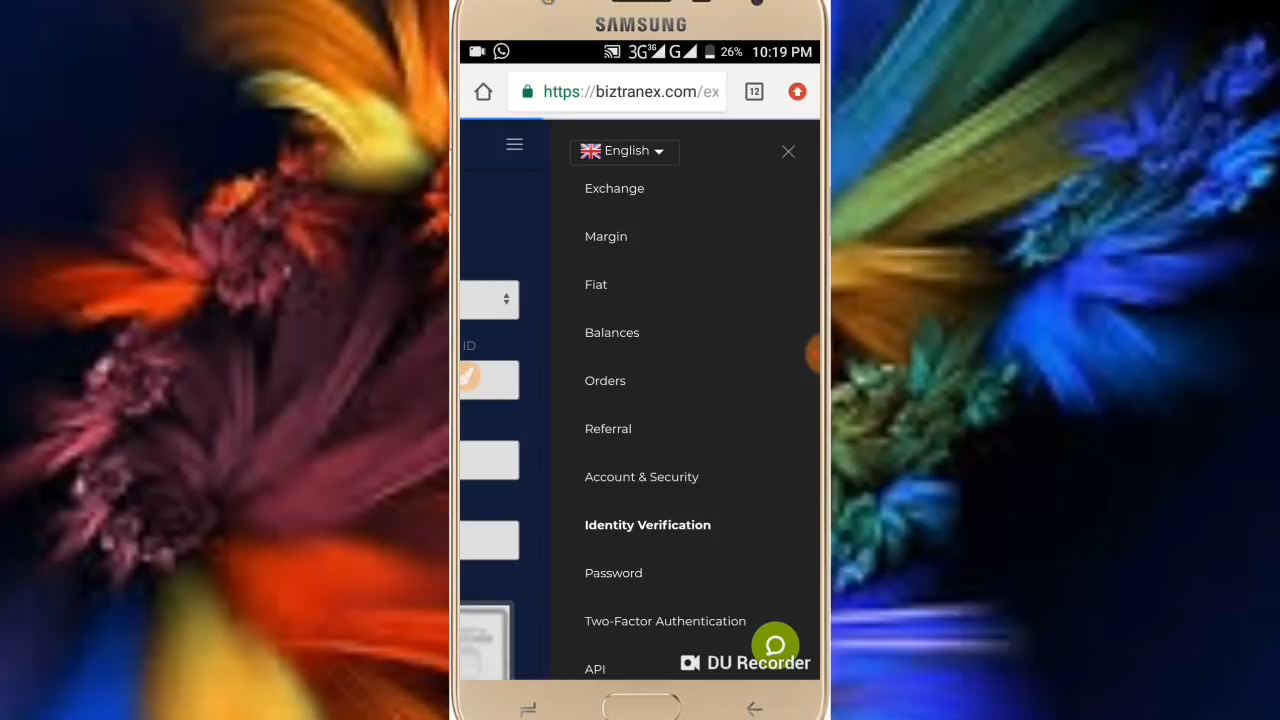 SAMSUNG
3G 3G G 26% 10:19 PM
https://biztranex.com/ex 12
English
Exchange
Margin
Fiat
Balances
Orders
ID
Referral
Account & Security
Identity Verification
Password
Two-Factor Authentication
API
DU Recorder